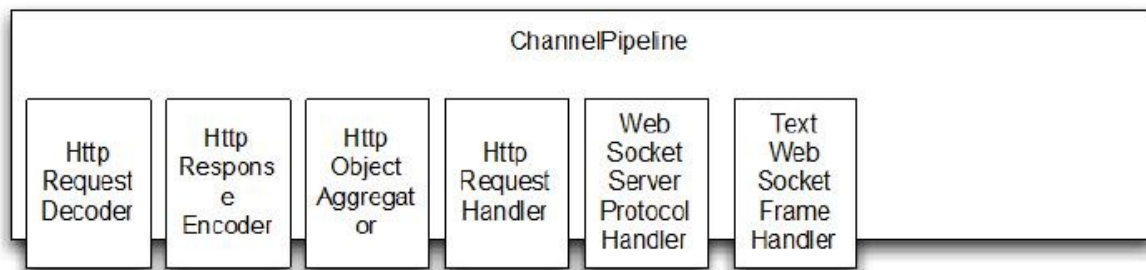 ChannelPipeline
Http
Request
Decoder
Http
Respons
e
Encoder
Http
Object
Aggregat
or
Http
Request
Handler
Web
Socket
Server
Protocol
Handler
Text
Web
Socket
Frame
Handler